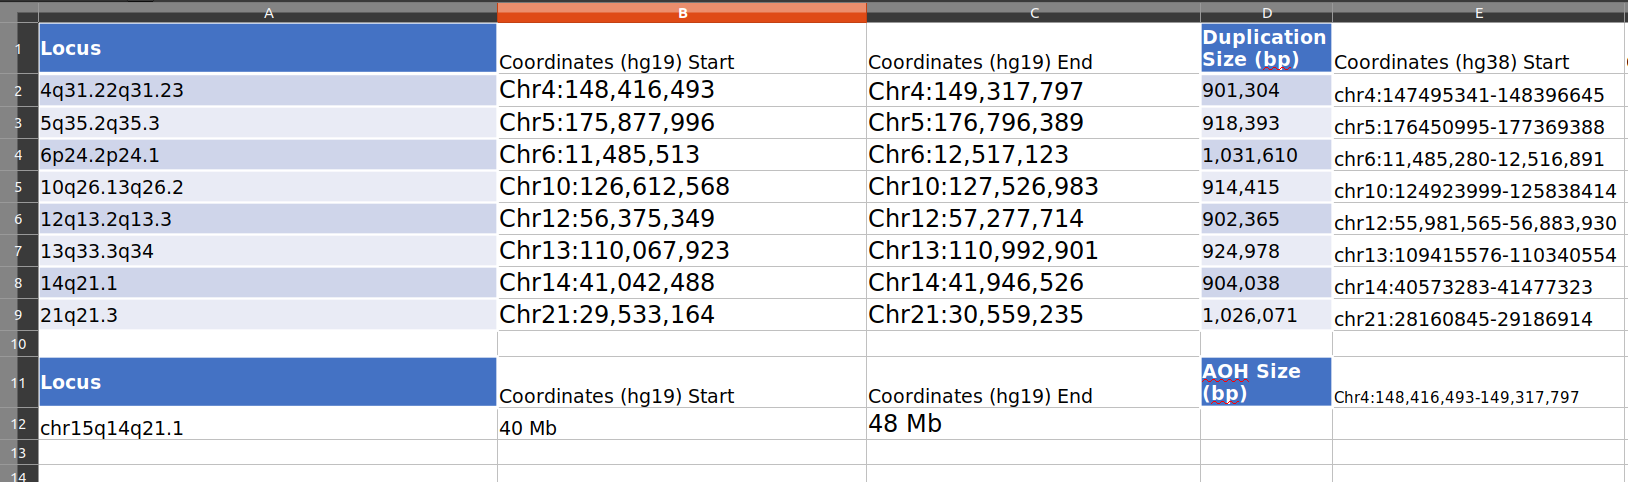 A B C D E
1 Locus Coordinates (hg19) Start Coordinates (hg19) End Duplication Size (bp) Coordinates (hg38) Start
2 4q31.22q31.23 Chr4:148,416,493 Chr4:149,317,797 901,304 chr4:147495341-148396645
3 5q35.2q35.3 Chr5:175,877,996 Chr5:176,796,389 918,393 chr5:176450995-177369388
4 6p24.2p24.1 Chr6:11,485,513 Chr6:12,517,123 1,031,610 chr6:11,485,280-12,516,891
5 10q26.13q26.2 Chr10:126,612,568 Chr10:127,526,983 914,415 chr10:124923999-125838414
6 12q13.2q13.3 Chr12:56,375,349 Chr12:57,277,714 902,365 chr12:55,981,565-56,883,930
7 13q33.3q34 Chr13:110,067,923 Chr13:110,992,901 924,978 chr13:109415576-110340554
8 14q21.1 Chr14:41,042,488 Chr14:41,946,526 904,038 chr14:40573283-41477323
9 21q21.3 Chr21:29,533,164 Chr21:30,559,235 1,026,071 chr21:28160845-29186914
10
11 Locus Coordinates (hg19) Start Coordinates (hg19) End AOH Size (bp) Chr4:148,416,493-149,317,797
12 chr15q14q21.1 40 Mb 48 Mb
13
14